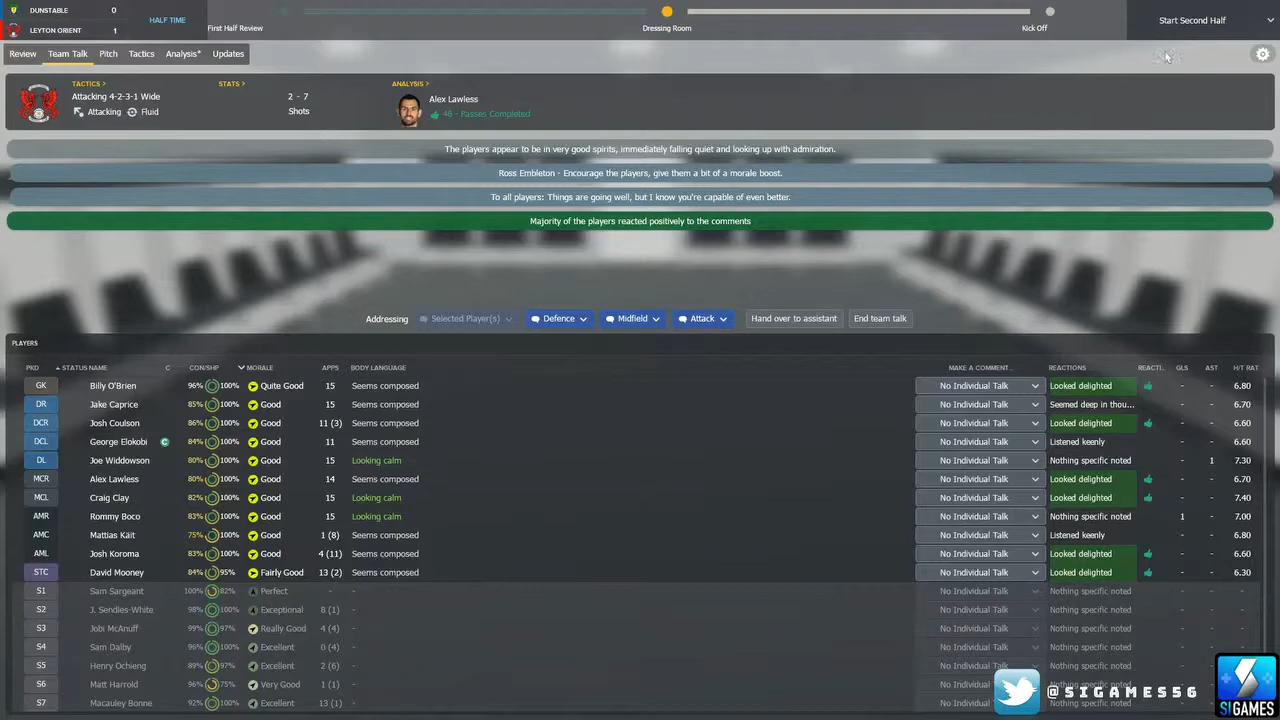 DUNSTABLE 0
LEYTON ORIENT 1
HALF TIME
First Half Review
Dressing Room
Kick Off
Start Second Half
Review Team Talk Pitch Tactics Analysis* Updates
TACTICS > STATS > ANALYSIS >
Attacking 4-2-3-1 Wide 2 - 7 Alex Lawless
Attacking Fluid Shots 46 - Passes Completed
The players appear to be in very good spirits, immediately falling quiet and looking up with admiration.
Ross Embleton - Encourage the players, give them a bit of a morale boost.
To all players: Things are going well, but I know you're capable of even better.
Majority of the players reacted positively to the comments
Addressing Selected Player(s) Defence Midfield Attack Hand over to assistant End team talk
PLAYERS
PKD STATUS NAME C CON/SHP MORALE APPS BODY LANGUAGE MAKE A COMMENT... REACTIONS REACTI... GLS AST H/T RAT
GK Billy O'Brien 96% 100% Quite Good 15 Seems composed No Individual Talk Looked delighted - - 6.80
DR Jake Caprice 85% 100% Good 15 Seems composed No Individual Talk Seemed deep in thou... - - 6.70
DCR Josh Coulson 86% 100% Good 11 (3) Seems composed No Individual Talk Looked delighted - - 6.60
DCL George Elokobi C 84% 100% Good 11 Seems composed No Individual Talk Listened keenly - - 6.60
DL Joe Widdowson 80% 100% Good 15 Looking calm No Individual Talk Nothing specific noted - 1 7.30
MCR Alex Lawless 80% 100% Good 14 Seems composed No Individual Talk Looked delighted - - 6.70
MCL Craig Clay 82% 100% Good 15 Looking calm No Individual Talk Looked delighted - - 7.40
AMR Rommy Boco 83% 100% Good 15 Looking calm No Individual Talk Nothing specific noted 1 - 7.00
AMC Mattias Käit 75% 100% Good 1 (8) Seems composed No Individual Talk Listened keenly - - 6.80
AML Josh Koroma 83% 100% Good 4 (11) Seems composed No Individual Talk Looked delighted - - 6.60
STC David Mooney 84% 95% Fairly Good 13 (2) Seems composed No Individual Talk Looked delighted - - 6.30
S1 Sam Sargeant 100% 82% Perfect - - No Individual Talk Nothing specific noted - - -
S2 J. Sendles-White 98% 100% Exceptional 8 (1) - No Individual Talk Nothing specific noted - - -
S3 Jobi McAnuff 99% 97% Really Good 4 (4) - No Individual Talk Nothing specific noted - - -
S4 Sam Dalby 96% 100% Excellent 6 (4) - No Individual Talk Nothing specific noted - - -
S5 Henry Ochieng 89% 97% Excellent 2 (6) - No Individual Talk Nothing specific noted - - -
S6 Matt Harrold 96% 75% Very Good 1 (1) - No Individual Talk Nothing specific noted
S7 Macauley Bonne 92% 100% Excellent 13 (1) - No Individual Talk Nothing specific noted
@SIGAMES56
SIGAMES